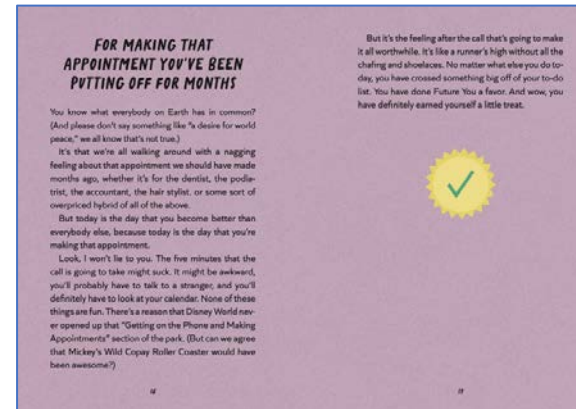 FOR MAKING THAT
APPOINTMENT YOU'VE BEEN
PUTTING OFF FOR MONTHS
You know what everybody on Earth has in common?
(And please don't say something like "a desire for world
peace," we all know that's not true.)
It's that we're all walking around with a nagging
feeling about that appointment we should have made
months ago, whether it's for the dentist, the podia-
trist, the accountant, the hair stylist, or some sort of
overpriced hybrid of all of the above.
But today is the day that you become better than
everybody else, because today is the day that you're
making that appointment.
Look, I won't lie to you. The five minutes that the
call is going to take might suck. It might be awkward,
you'll probably have to talk to a stranger, and you'll
definitely have to look at your calendar. None of these
things are fun. There's a reason that Disney World nev-
er opened up that "Getting on the Phone and Making
Appointments" section of the park. (But can we agree
that Mickey's Wild Copay Roller Coaster would have
been awesome?)
But it's the feeling after the call that's going to make
it all worthwhile. It's like a runner's high without all the
chafing and shoelaces. No matter what else you do to-
day, you have crossed something big off of your to-do
list. You have done Future You a favor. And wow, you
have definitely earned yourself a little treat.